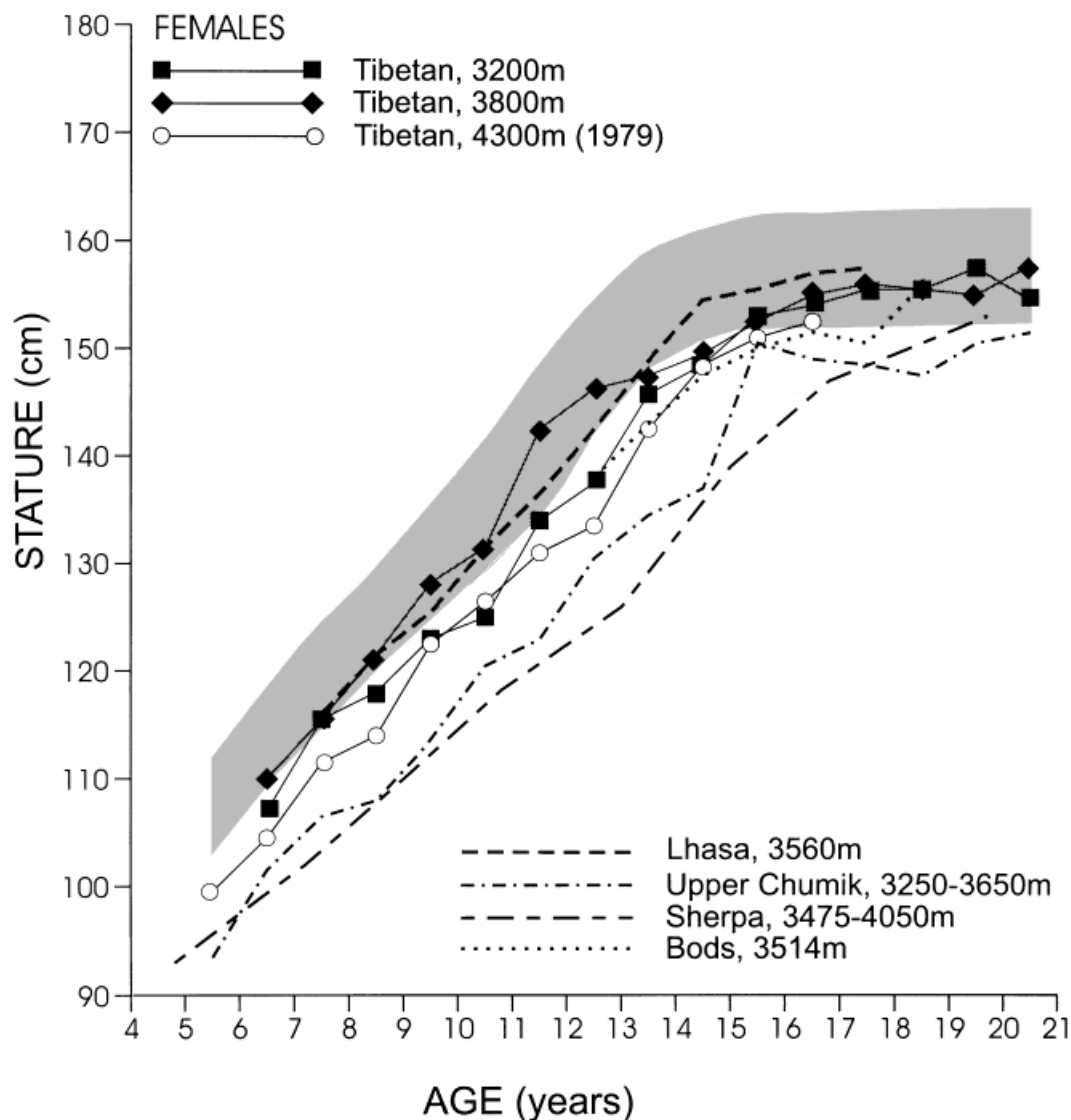 FEMALES
Tibetan, 3200m
Tibetan, 3800m
Tibetan, 4300m (1979)
180
170
160
150
140
130
120
110
100
90
STATURE (cm)
Lhasa, 3560m
Upper Chumik, 3250-3650m
Sherpa, 3475-4050m
Bods, 3514m
4 5 6 7 8 9 10 11 12 13 14 15 16 17 18 19 20 21
AGE (years)